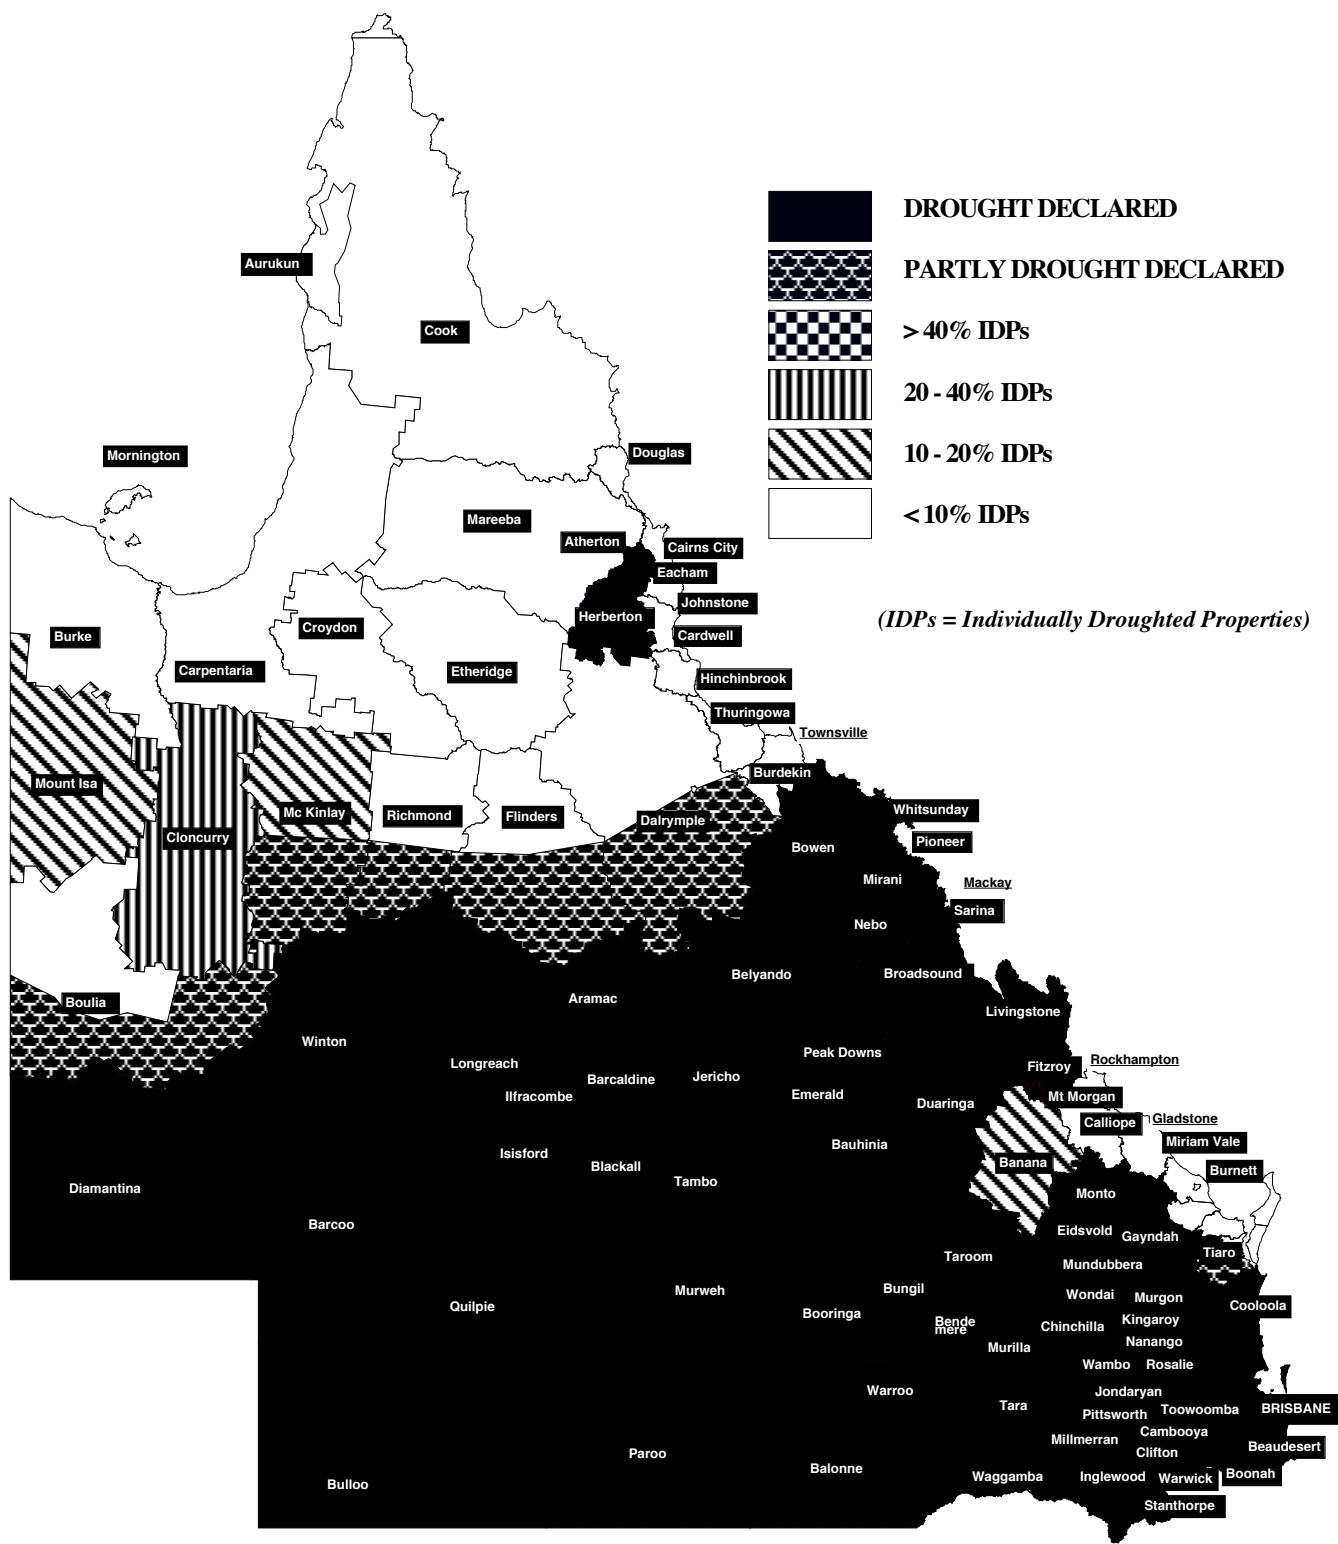 DROUGHT DECLARED
PARTLY DROUGHT DECLARED
> 40% IDPs
20 - 40% IDPs
10 - 20% IDPs
< 10% IDPs
(IDPs = Individually Droughted Properties)
Aurukun
Cook
Mornington
Douglas
Mareeba
Atherton
Cairns City
Eacham
Johnstone
Herberton
Croydon
Burke
Cardwell
Carpentaria
Etheridge
Hinchinbrook
Thuringowa
Townsville
Burdekin
Mount Isa
Whitsunday
Mc Kinlay
Richmond
Flinders
Dalrymple
Cloncurry
Pioneer
Bowen
Mirani
Mackay
Sarina
Nebo
Belyando
Broadsound
Aramac
Boulia
Livingstone
Winton
Peak Downs
Longreach
Rockhampton
Fitzroy
Barcaldine
Jericho
Ilfracombe
Emerald
Mt Morgan
Duaringa
Gladstone
Calliope
Miriam Vale
Bauhinia
Isisford
Banana
Blackall
Burnett
Tambo
Diamantina
Monto
Barcoo
Eidsvold
Gayndah
Tiaro
Taroom
Mundubbera
Bungil
Murweh
Wondai
Murgon
Quilpie
Cooloola
Booringa
Bende
mere
Chinchilla
Kingaroy
Nanango
Murilla
Wambo
Rosalie
Warroo
Jondaryan
Tara
Pittsworth
Toowoomba
BRISBANE
Cambooya
Millmerran
Clifton
Beaudesert
Paroo
Balonne
Waggamba
Inglewood
Warwick
Boonah
Bulloo
Stanthorpe